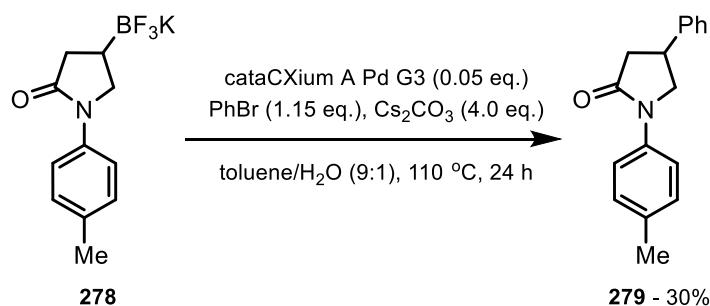 BF3K
O
N
Me
278
cataCXium A Pd G3 (0.05 eq.)
PhBr (1.15 eq.), Cs2CO3 (4.0 eq.)
toluene/H2O (9:1), 110 °C, 24 h
Ph
O
N
Me
279 - 30%